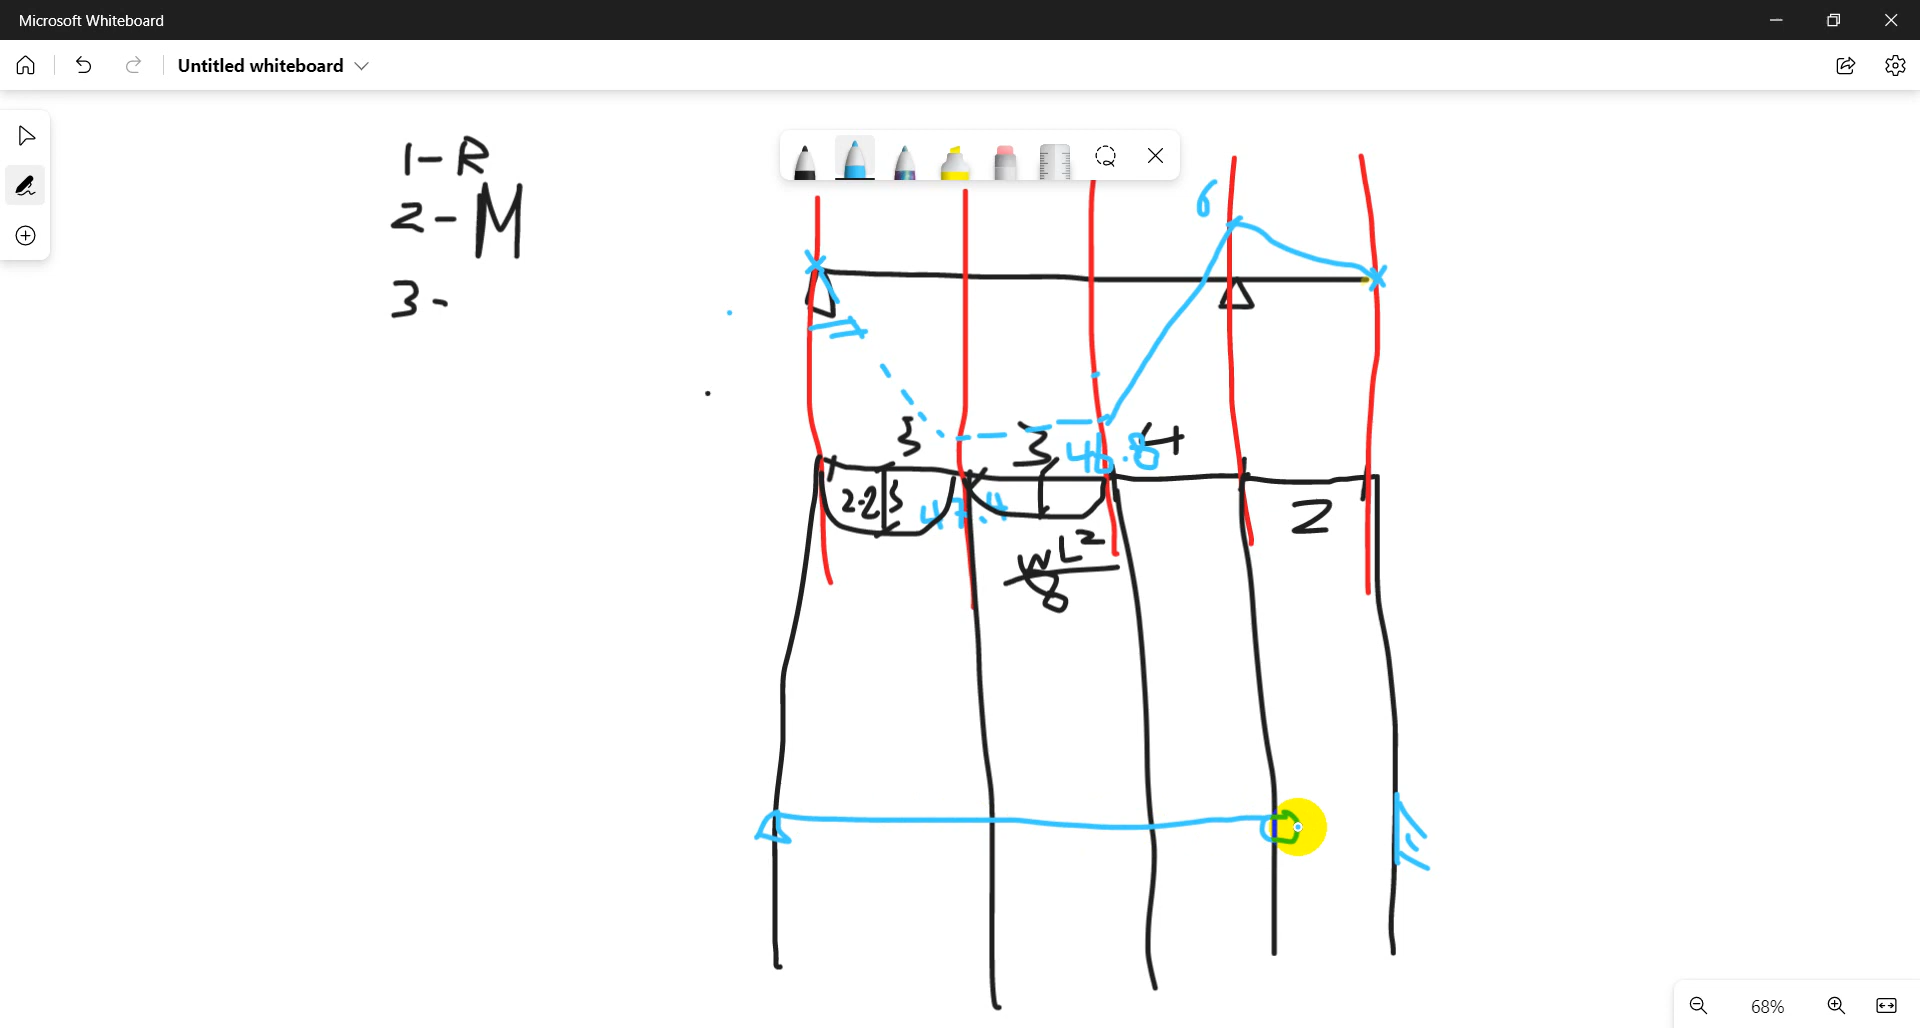 Microsoft Whiteboard
Untitled whiteboard
1-R
2-M
3-
6
3 3 46.8 4
2.2 3 47.4 2
WL²
8
68%